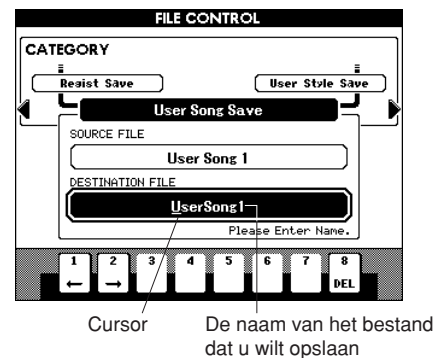 FILE CONTROL
CATEGORY
Regist Save
User Style Save
User Song Save
SOURCE FILE
User Song 1
DESTINATION FILE
UserSong1
Please Enter Name.
1 2 3 4 5 6 7 8
← → DEL
Cursor
De naam van het bestand
dat u wilt opslaan